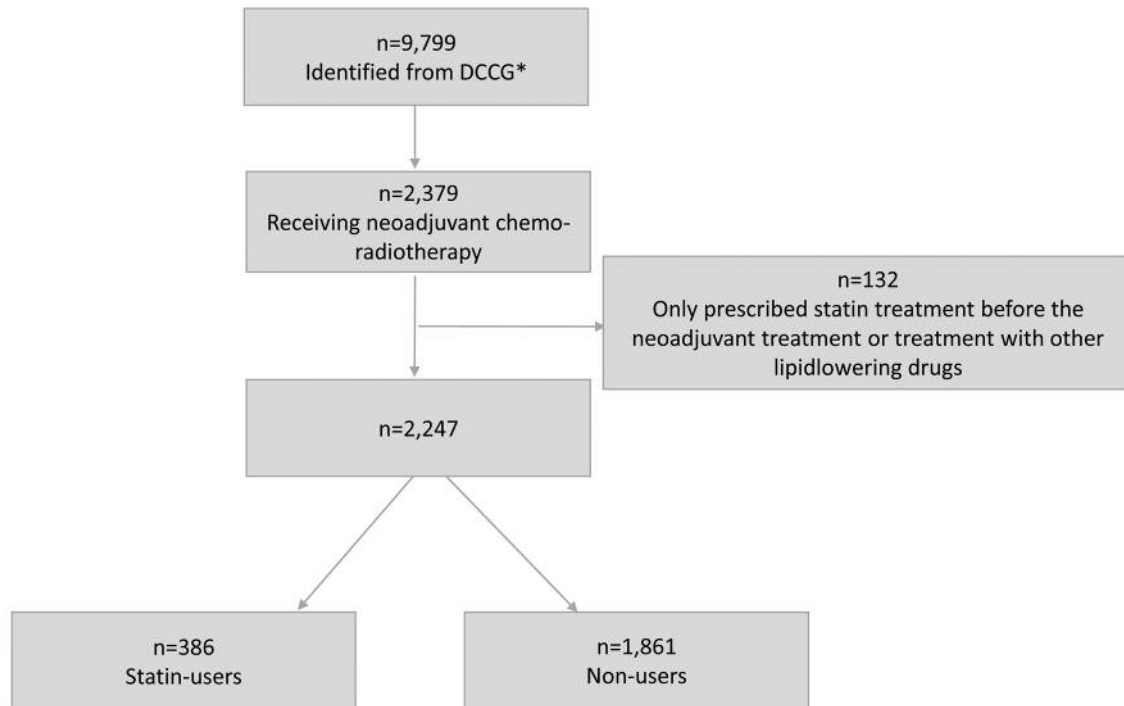 n=9,799
Identified from DCCG*
n=2,379
Receiving neoadjuvant chemo-
radiotherapy
n=132
Only prescribed statin treatment before the
neoadjuvant treatment or treatment with other
lipidlowering drugs
n=2,247
n=386
Statin-users
n=1,861
Non-users